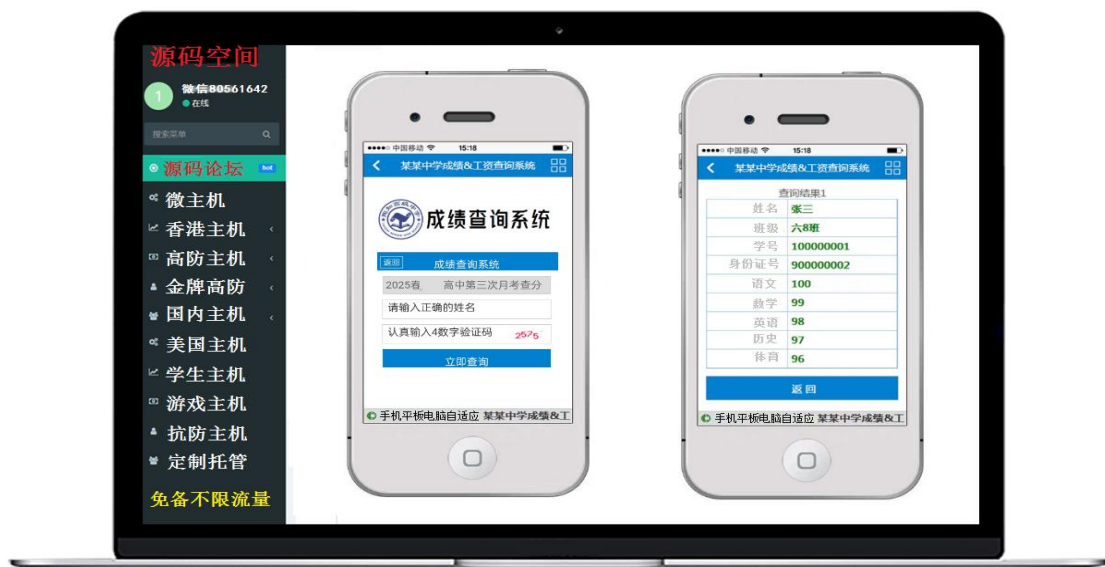 源码空间
1
微信80561642
在线
搜索菜单
源码论坛 hot
微主机
香港主机
高防主机
金牌高防
国内主机
美国主机
学生主机
游戏主机
抗防主机
定制托管
免备不限流量
中国移动 15:18
某某中学成绩&工资查询系统
成绩查询系统
返回 成绩查询系统
2025春 高中第三次月考查分
请输入正确的姓名
认真输入4数字验证码 2575
立即查询
手机平板电脑自适应 某某中学成绩&工
中国移动 15:18
某某中学成绩&工资查询系统
查询结果1
姓名 张三
班级 六8班
学号 100000001
身份证号 900000002
语文 100
数学 99
英语 98
历史 97
体育 96
返回
手机平板电脑自适应 某某中学成绩&工